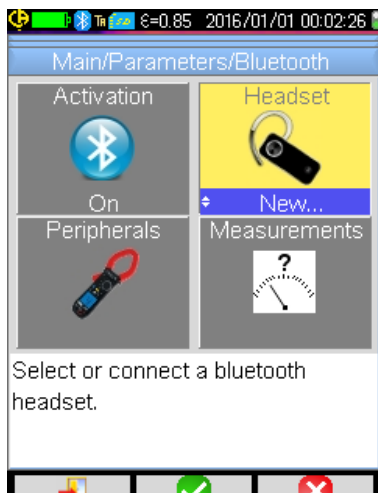 ε=0.85 2016/01/01 00:02:26
Main/Parameters/Bluetooth
Activation
On
Headset
New...
Peripherals
Measurements
?
Select or connect a bluetooth
headset.